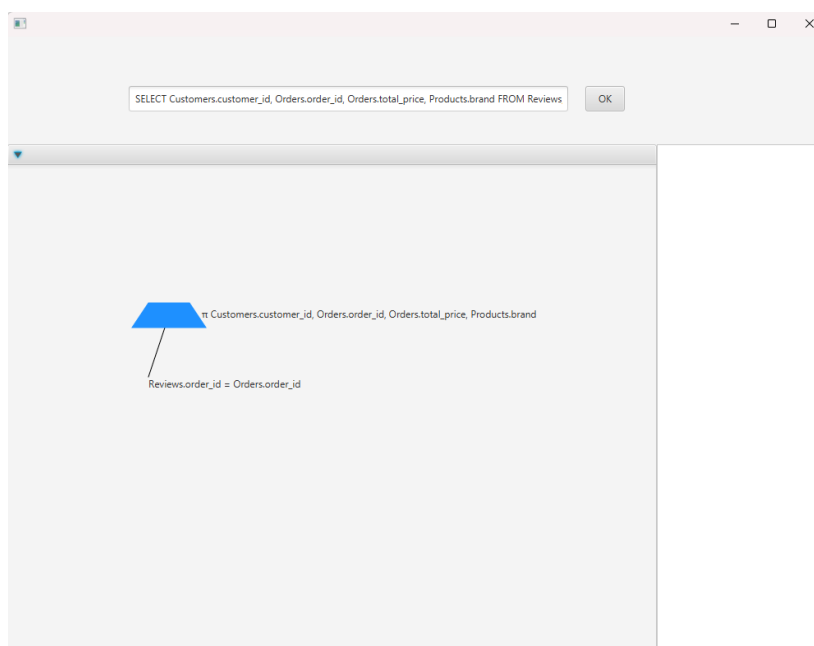 SELECT Customers.customer_id, Orders.order_id, Orders.total_price, Products.brand FROM Reviews
OK
π Customers.customer_id, Orders.order_id, Orders.total_price, Products.brand
Reviews.order_id = Orders.order_id